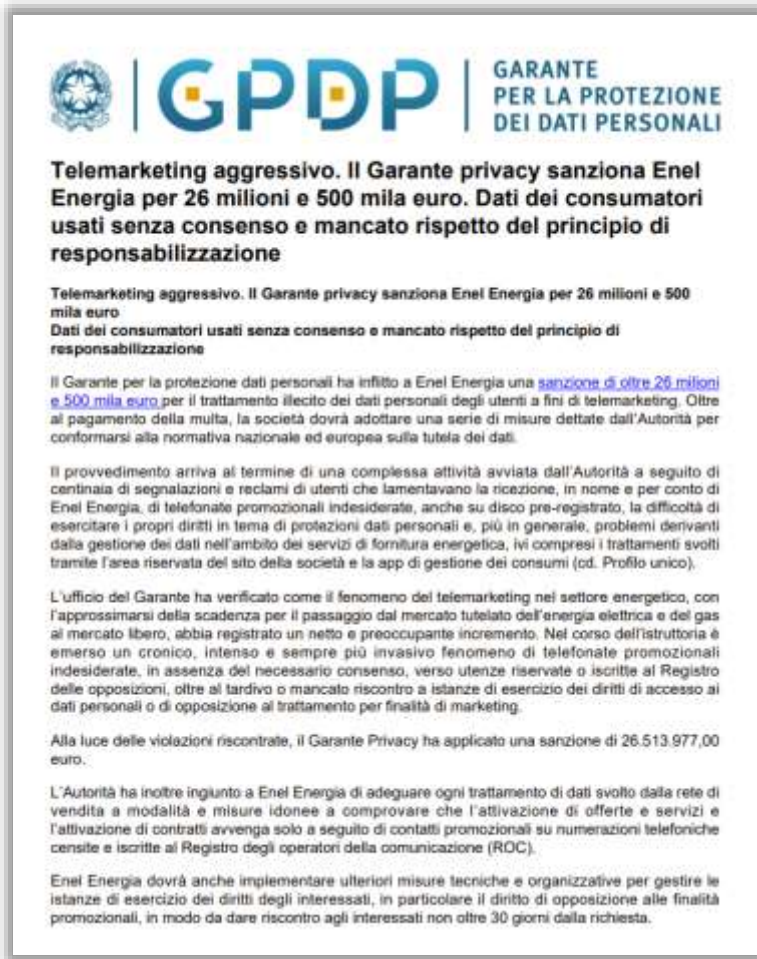 GPDP
GARANTE
PER LA PROTEZIONE
DEI DATI PERSONALI
Telemarketing aggressivo. Il Garante privacy sanziona Enel
Energia per 26 milioni e 500 mila euro. Dati dei consumatori
usati senza consenso e mancato rispetto del principio di
responsabilizzazione
Telemarketing aggressivo. Il Garante privacy sanziona Enel Energia per 26 milioni e 500
mila euro
Dati dei consumatori usati senza consenso e mancato rispetto del principio di
responsabilizzazione
Il Garante per la protezione dati personali ha inflitto a Enel Energia una sanzione di oltre 26 milioni
e 500 mila euro per il trattamento illecito dei dati personali degli utenti a fini di telemarketing. Oltre
al pagamento della multa, la società dovrà adottare una serie di misure dettate dall'Autorità per
conformarsi alla normativa nazionale ed europea sulla tutela dei dati.
Il provvedimento arriva al termine di una complessa attività avviata dall'Autorità a seguito di
centinaia di segnalazioni e reclami di utenti che lamentavano la ricezione, in nome e per conto di
Enel Energia, di telefonate promozionali indesiderate, anche su disco pre-registrato, la difficoltà di
esercitare i propri diritti in tema di protezioni dati personali e, più in generale, problemi derivanti
dalla gestione dei dati nell'ambito dei servizi di fornitura energetica, ivi compresi i trattamenti svolti
tramite l'area riservata del sito della società e la app di gestione dei consumi (cd. Profilo unico).
L'ufficio del Garante ha verificato come il fenomeno del telemarketing nel settore energetico, con
l'approssimarsi della scadenza per il passaggio dal mercato tutelato dell'energia elettrica e del gas
al mercato libero, abbia registrato un netto e preoccupante incremento. Nel corso dell'istruttoria è
emerso un cronico, intenso e sempre più invasivo fenomeno di telefonate promozionali
indesiderate, in assenza del necessario consenso, verso utenze riservate o iscritte al Registro
delle opposizioni, oltre al tardivo o mancato riscontro a istanze di esercizio dei diritti di accesso ai
dati personali o di opposizione al trattamento per finalità di marketing.
Alla luce delle violazioni riscontrate, il Garante Privacy ha applicato una sanzione di 26.513.977,00
euro.
L'Autorità ha inoltre ingiunto a Enel Energia di adeguare ogni trattamento di dati svolto dalla rete di
vendita a modalità e misure idonee a comprovare che l'attivazione di offerte e servizi e
l'attivazione di contratti avvenga solo a seguito di contatti promozionali su numerazioni telefoniche
censite e iscritte al Registro degli operatori della comunicazione (ROC).
Enel Energia dovrà anche implementare ulteriori misure tecniche e organizzative per gestire le
istanze di esercizio dei diritti degli interessati, in particolare il diritto di opposizione alle finalità
promozionali, in modo da dare riscontro agli interessati non oltre 30 giorni dalla richiesta.